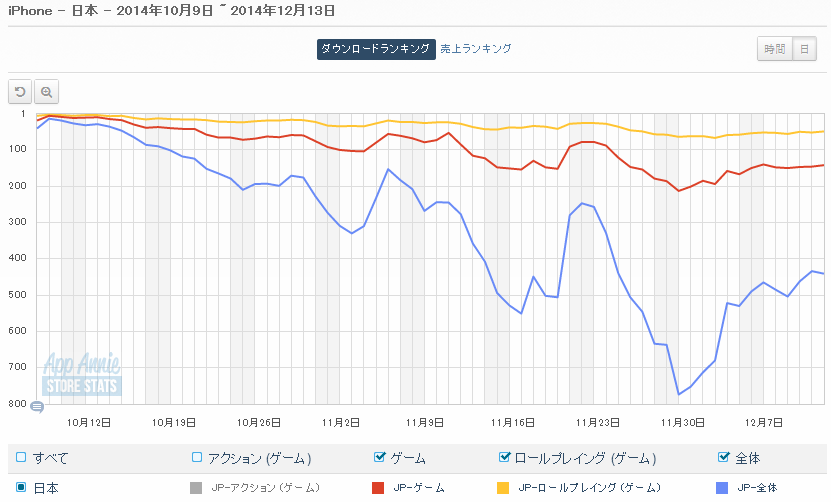 iPhone - 日本 - 2014年10月9日 ~ 2014年12月13日
ダウンロードランキング 売上ランキング 時間 日
1
100
200
300
400
500
600
700
800
App Annie
STORE STATS
10月12日 10月19日 10月26日 11月2日 11月9日 11月16日 11月23日 11月30日 12月7日
すべて アクション (ゲーム) ゲーム ロールプレイング (ゲーム) 全体
日本 JP-アクション (ゲーム) JP-ゲーム JP-ロールプレイング (ゲーム) JP-全体